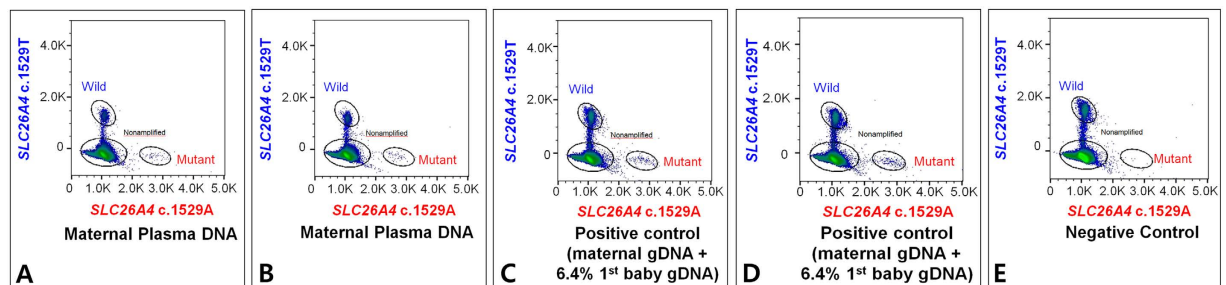 SLC26A4 c.1529T
4.0K
2.0K
0
Wild
Nonamplified
Mutant
0 1.0K 2.0K 3.0K 4.0K 5.0K
SLC26A4 c.1529A
Maternal Plasma DNA
A
SLC26A4 c.1529T
4.0K
2.0K
0
Wild
Nonamplified
Mutant
0 1.0K 2.0K 3.0K 4.0K 5.0K
SLC26A4 c.1529A
Maternal Plasma DNA
B
SLC26A4 c.1529T
4.0K
2.0K
0
Wild
Nonamplified
Mutant
0 1.0K 2.0K 3.0K 4.0K 5.0K
SLC26A4 c.1529A
Positive control
(maternal gDNA +
6.4% 1st baby gDNA)
C
SLC26A4 c.1529T
4.0K
2.0K
0
Wild
Nonamplified
Mutant
0 1.0K 2.0K 3.0K 4.0K 5.0K
SLC26A4 c.1529A
Positive control
(maternal gDNA +
6.4% 1st baby gDNA)
D
SLC26A4 c.1529T
4.0K
2.0K
0
Wild
Nonamplified
Mutant
0 1.0K 2.0K 3.0K 4.0K 5.0K
SLC26A4 c.1529A
Negative Control
E